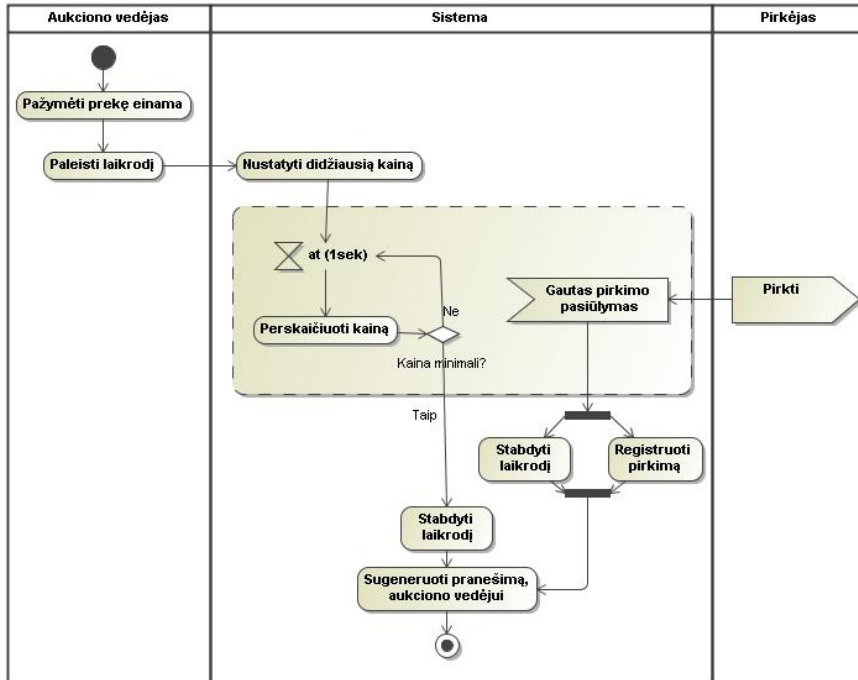 Aukciono vedėjas
Sistema
Pirkėjas
Pažymėti prekę einama
Paleisti laikrodį
Nustatyti didžiausią kainą
at (1sek)
Gautas pirkimo
pasiūlymas
Pirkti
Ne
Perskaičiuoti kainą
Kaina minimali?
Taip
Stabdyti
laikrodį
Registruoti
pirkimą
Stabdyti
laikrodį
Sugeneruoti pranešimą,
aukciono vedėjui